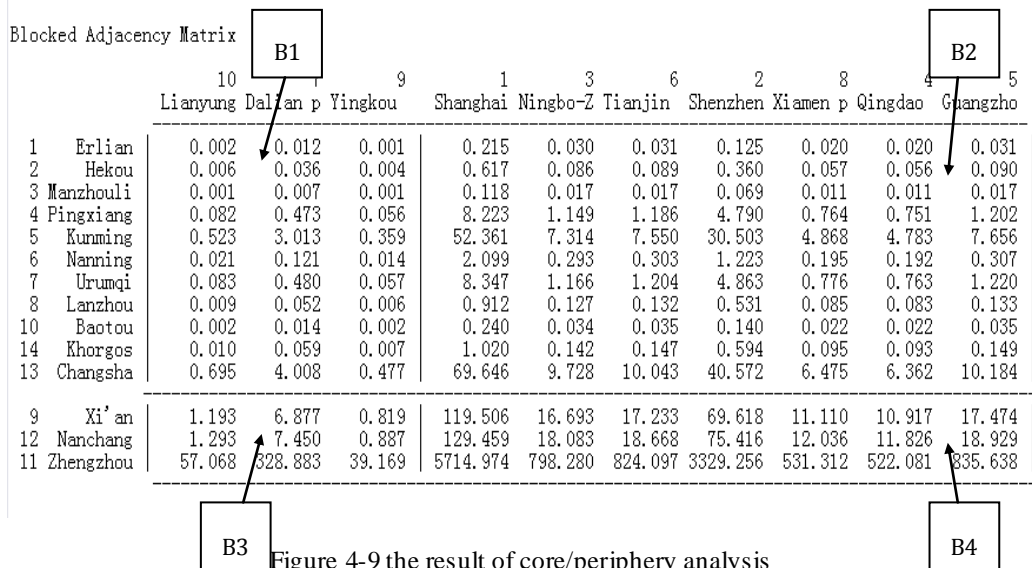 Blocked Adjacency Matrix
B1
B2
10 7 9 1 3 6 2 8 4 5
Lianyung Dalian p Yingkou Shanghai Ningbo-Z Tianjin Shenzhen Xiamen p Qingdao Guangzho
1 Erlian 0.002 0.012 0.001 0.215 0.030 0.031 0.125 0.020 0.020 0.031
2 Hekou 0.006 0.036 0.004 0.617 0.086 0.089 0.360 0.057 0.056 0.090
3 Manzhouli 0.001 0.007 0.001 0.118 0.017 0.017 0.069 0.011 0.011 0.017
4 Pingxiang 0.082 0.473 0.056 8.223 1.149 1.186 4.790 0.764 0.751 1.202
5 Kunming 0.523 3.013 0.359 52.361 7.314 7.550 30.503 4.868 4.783 7.656
6 Nanning 0.021 0.121 0.014 2.099 0.293 0.303 1.223 0.195 0.192 0.307
7 Urumqi 0.083 0.480 0.057 8.347 1.166 1.204 4.863 0.776 0.763 1.220
8 Lanzhou 0.009 0.052 0.006 0.912 0.127 0.132 0.531 0.085 0.083 0.133
10 Baotou 0.002 0.014 0.002 0.240 0.034 0.035 0.140 0.022 0.022 0.035
14 Khorgos 0.010 0.059 0.007 1.020 0.142 0.147 0.594 0.095 0.093 0.149
13 Changsha 0.695 4.008 0.477 69.646 9.728 10.043 40.572 6.475 6.362 10.184
9 Xi'an 1.193 6.877 0.819 119.506 16.693 17.233 69.618 11.110 10.917 17.474
12 Nanchang 1.293 7.450 0.887 129.459 18.083 18.668 75.416 12.036 11.826 18.929
11 Zhengzhou 57.068 328.883 39.169 5714.974 798.280 824.097 3329.256 531.312 522.081 835.638
B3
B4
Figure 4-9 the result of core/periphery analysis